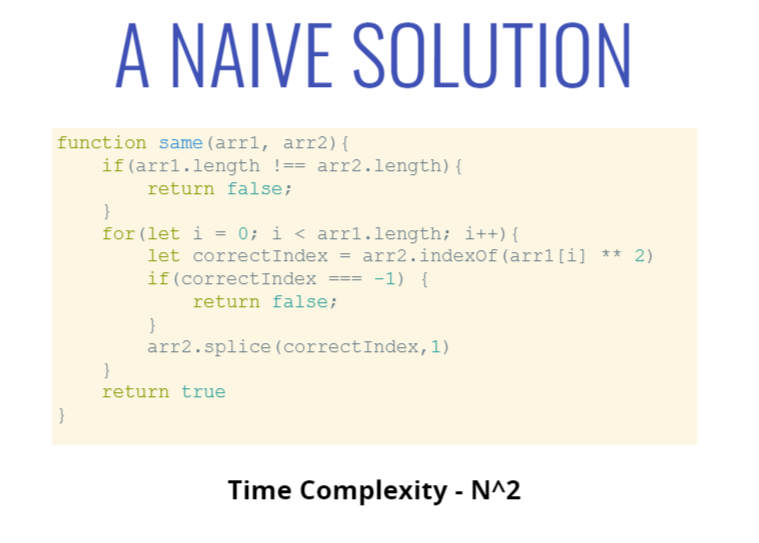 A NAIVE SOLUTION
function same(arr1, arr2){
    if(arr1.length !== arr2.length){
        return false;
    }
    for(let i = 0; i < arr1.length; i++){
        let correctIndex = arr2.indexOf(arr1[i] ** 2)
        if(correctIndex === -1) {
            return false;
        }
        arr2.splice(correctIndex,1)
    }
    return true
}
Time Complexity - N^2